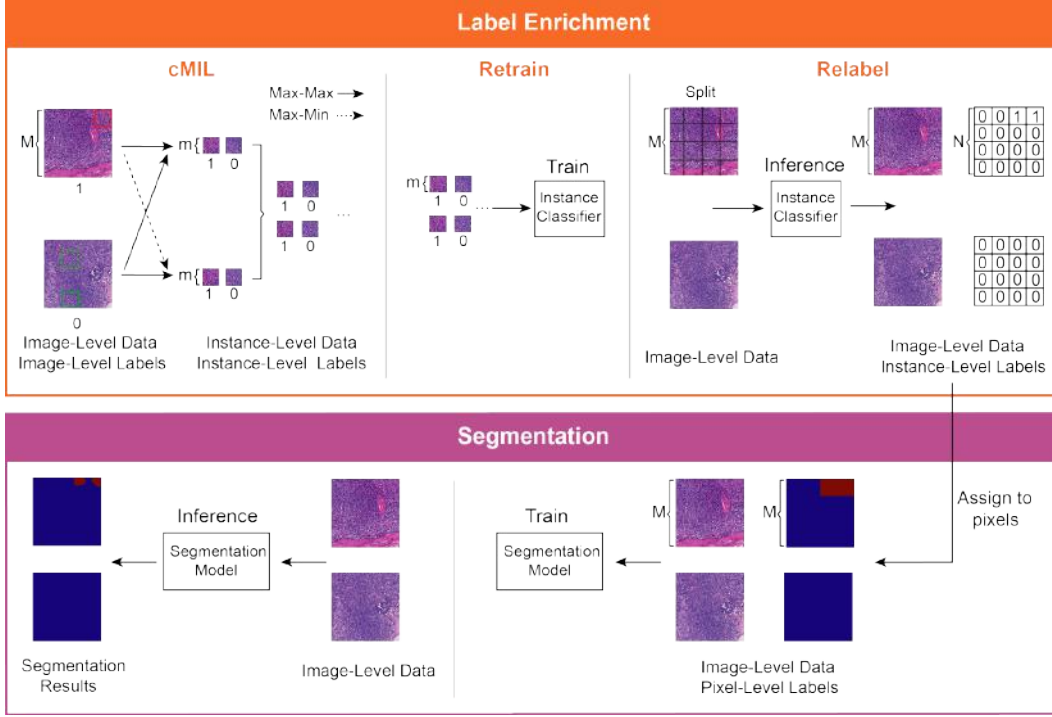 Label Enrichment
cMIL
Max-Max
Max-Min
M
1
0
m
1 0
m
1 0
1 0
1 0
...
Image-Level Data
Image-Level Labels
Instance-Level Data
Instance-Level Labels
Retrain
m
1 0
1 0
...
Train
Instance
Classifier
Relabel
Split
M
Inference
Instance
Classifier
M
N
0 0 1 1
0 0 0 0
0 0 0 0
0 0 0 0
0 0 0 0
0 0 0 0
0 0 0 0
0 0 0 0
Image-Level Data
Image-Level Data
Instance-Level Labels
Segmentation
Inference
Segmentation
Model
Segmentation
Results
Image-Level Data
Train
Segmentation
Model
M
M
Image-Level Data
Pixel-Level Labels
Assign to
pixels